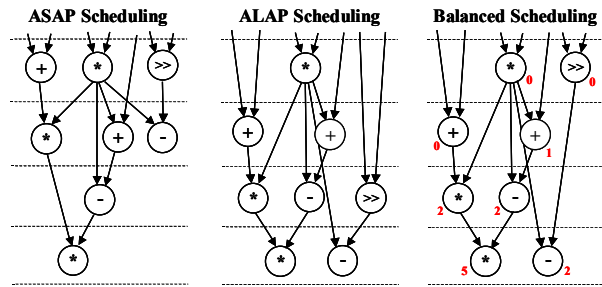 ASAP Scheduling ALAP Scheduling Balanced Scheduling
+ * >> * * >>
0 0
* + - + + + +
0 1
- * - >> * -
2 2
* * - * -
5 2